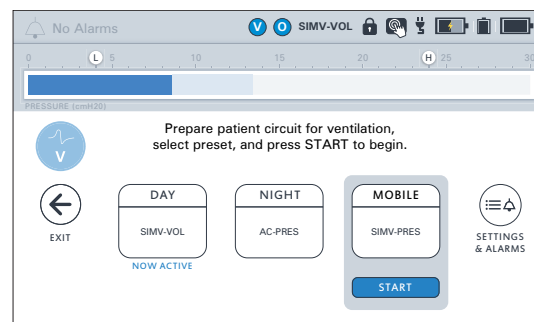 No Alarms
V O SIMV-VOL
0 L 5 10 15 20 H 25 30
PRESSURE (cmH20)
V
Prepare patient circuit for ventilation,
select preset, and press START to begin.
EXIT
DAY
SIMV-VOL
NOW ACTIVE
NIGHT
AC-PRES
MOBILE
SIMV-PRES
START
SETTINGS
& ALARMS